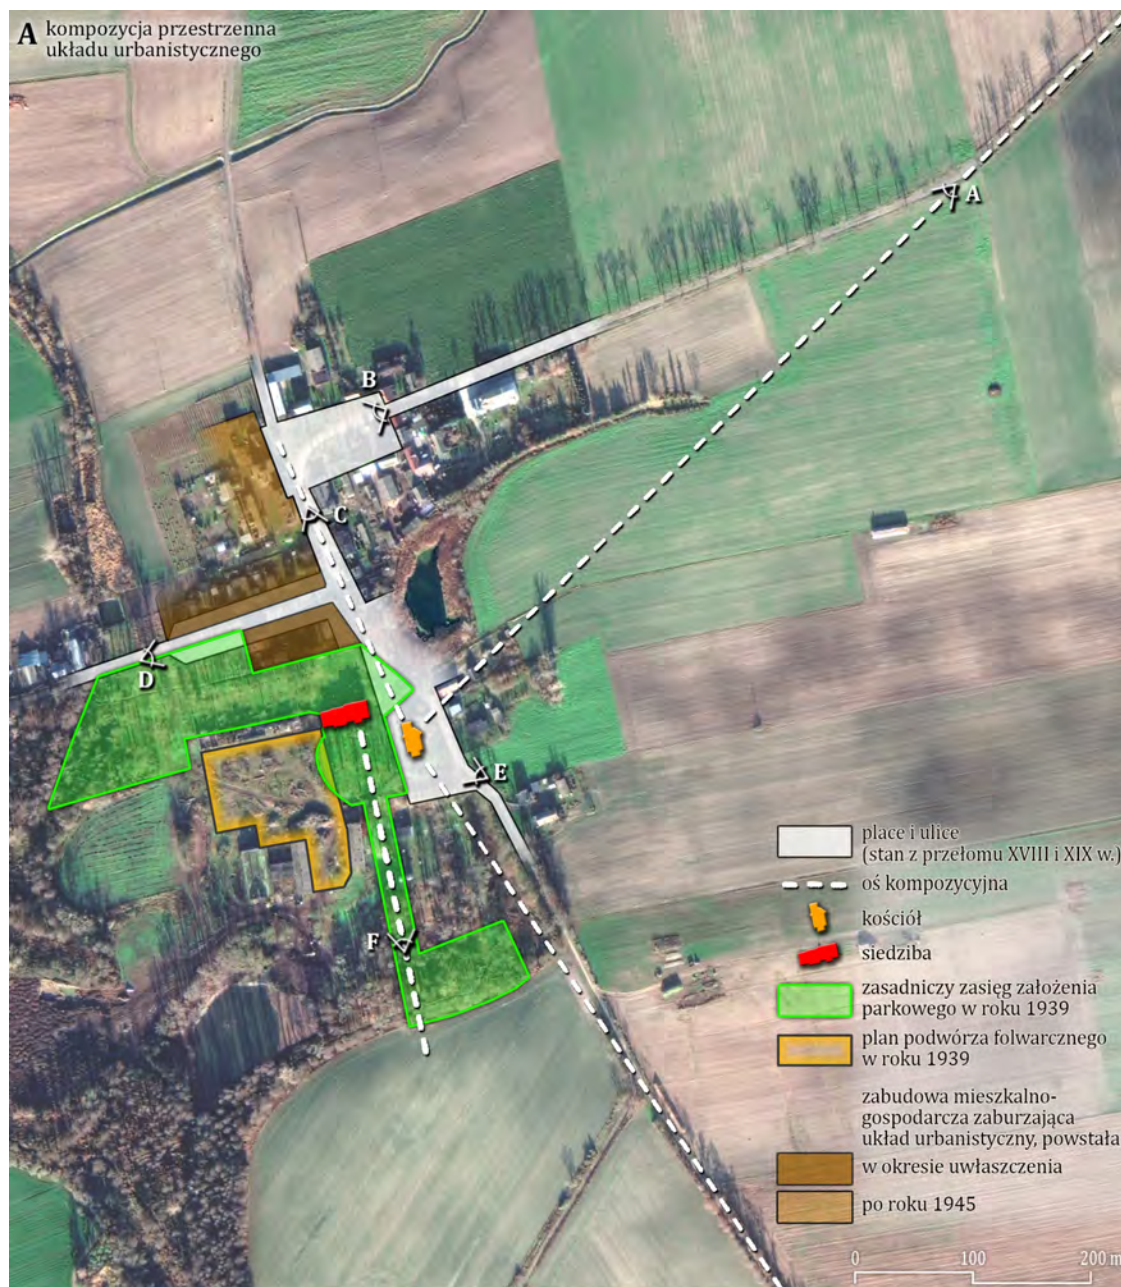 A kompozycja przestrzenna
układu urbanistycznego
A
B
C
D
E
F
place i ulice
(stan z przełomu XVIII i XIX w.)
oś kompozycyjna
kościół
siedziba
zasadniczy zasięg założenia
parkowego w roku 1939
plan podwórza folwarcznego
w roku 1939
zabudowa mieszkalno-
gospodarcza zaburzająca
układ urbanistyczny, powstała
w okresie uwłaszczenia
po roku 1945
0 100 200 m